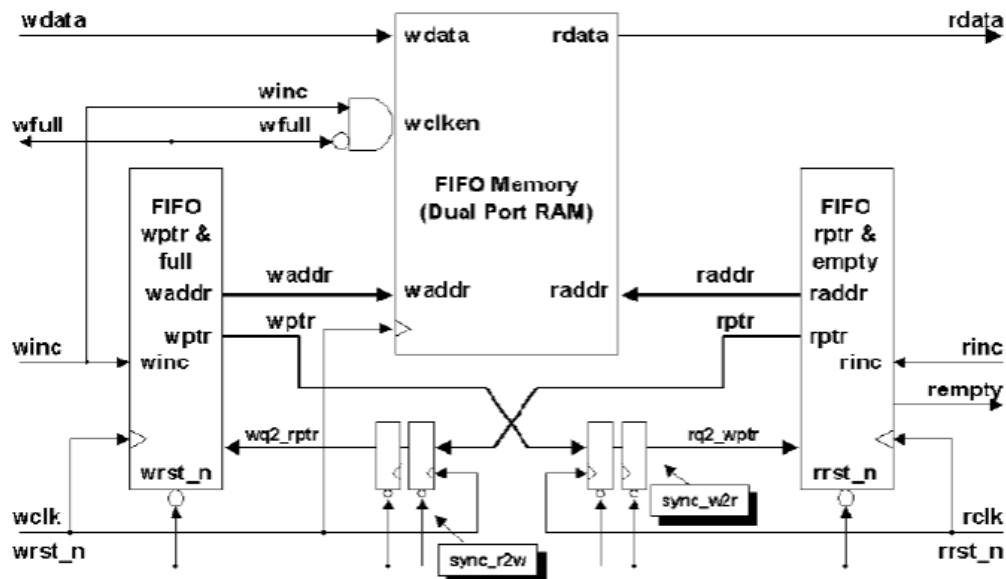 wdata
rdata
wdata
rdata
winc
wfull
wfull
wclken
FIFO Memory
(Dual Port RAM)
FIFO
wptr &
full
FIFO
rptr &
empty
waddr
waddr
waddr
raddr
raddr
raddr
wptr
wptr
rptr
rptr
winc
winc
rinc
rinc
rempty
wq2_rptr
rq2_wptr
wrst_n
rrst_n
sync_w2r
wclk
rclk
wrst_n
sync_r2w
rrst_n